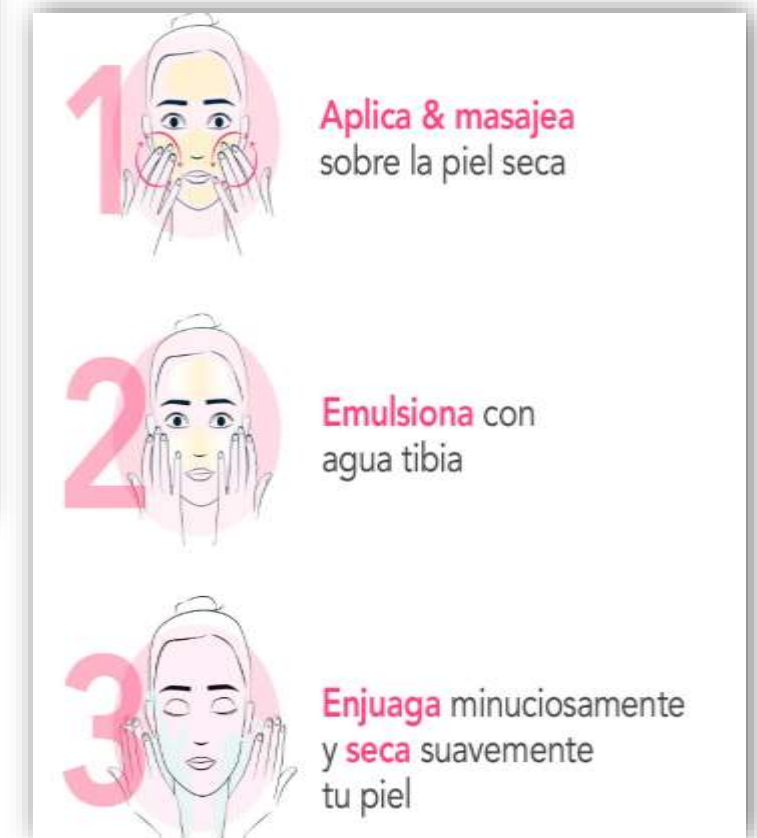 1
Aplica & masajea
sobre la piel seca
2
Emulsiona con
agua tibia
3
Enjuaga minuciosamente
y seca suavemente
tu piel